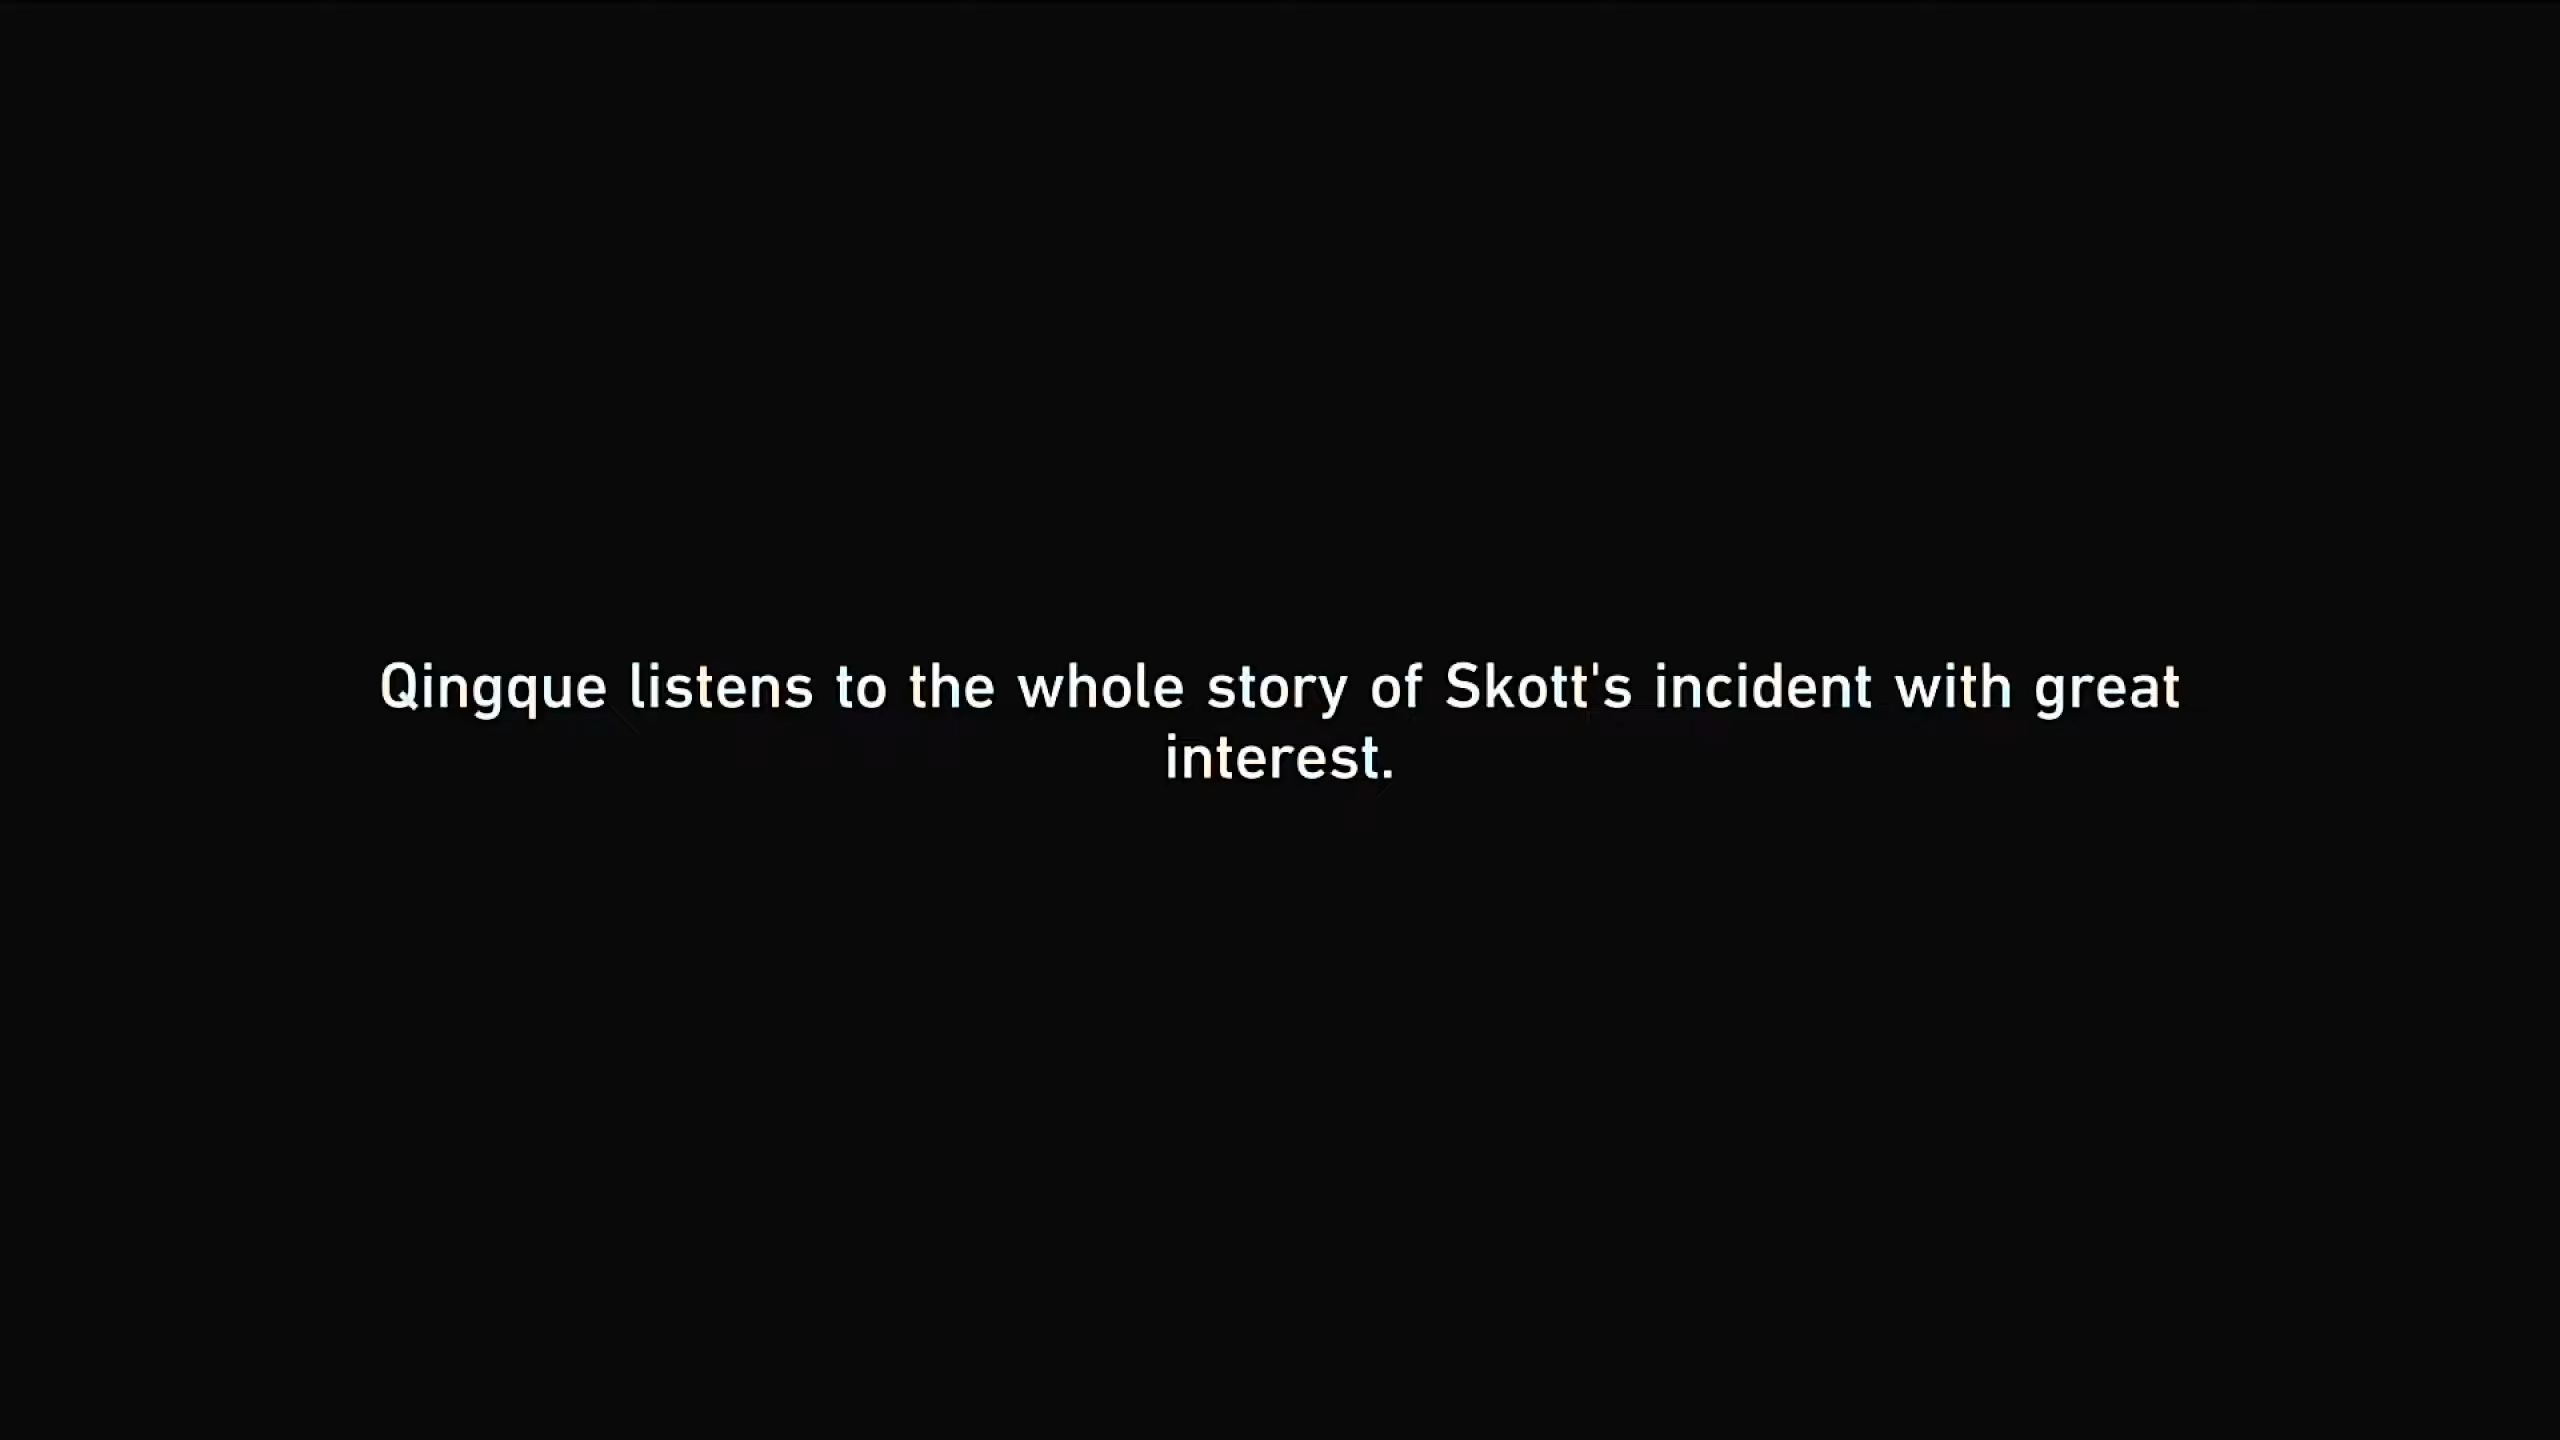 Qingque listens to the whole story of Skott's incident with great
interest.